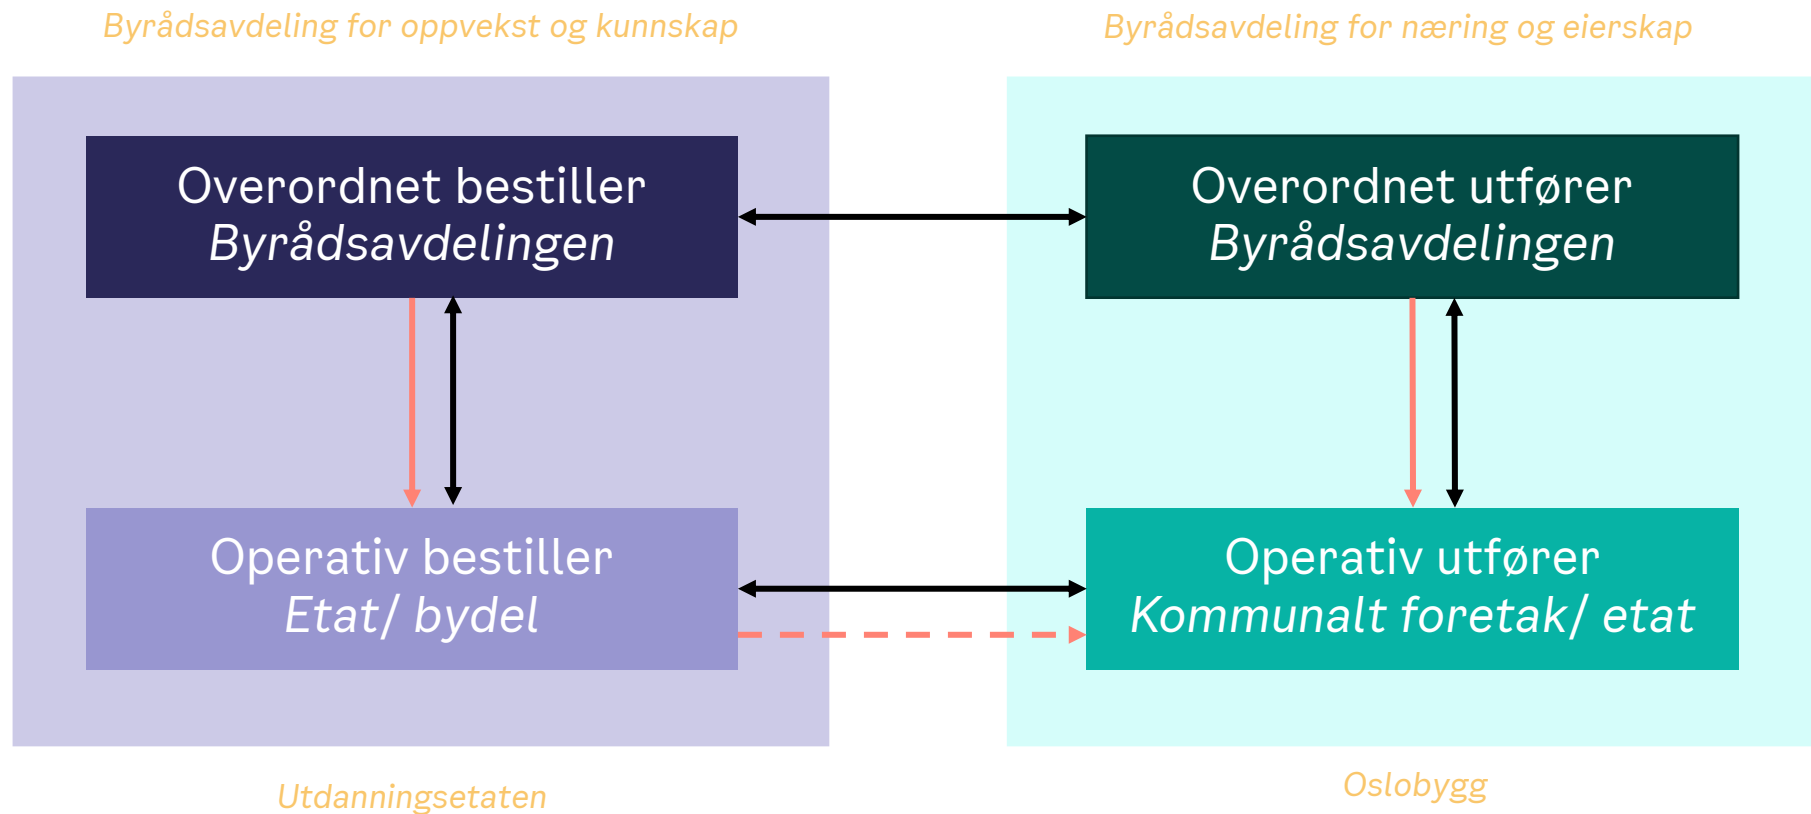 Byrådsavdeling for oppvekst og kunnskap
Byrådsavdeling for næring og eierskap
Overordnet bestiller
Byrådsavdelingen
Overordnet utfører
Byrådsavdelingen
Operativ bestiller
Etat/ bydel
Operativ utfører
Kommunalt foretak/ etat
Utdanningsetaten
Oslobygg